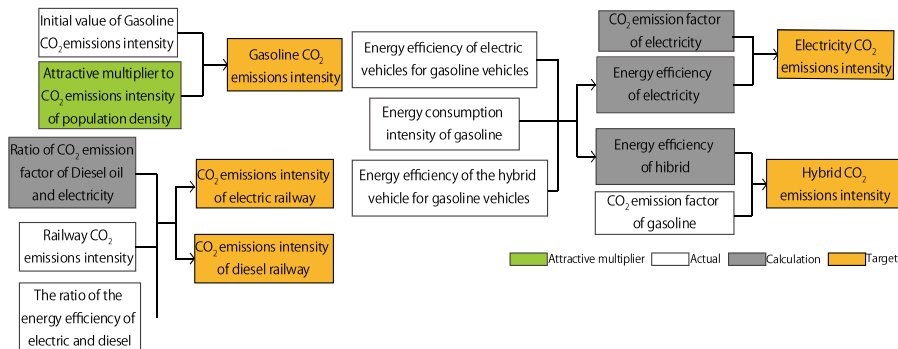 Initial value of Gasoline
CO2 emissions intensity
Attractive multiplier to
CO2 emissions intensity
of population density
Gasoline CO2
emissions intensity
Ratio of CO2 emission
factor of Diesel oil
and electricity
Railway CO2
emissions intensity
The ratio of the
energy efficiency of
electric and diesel
CO2 emissions intensity
of electric railway
CO2 emissions intensity
of diesel railway
Energy efficiency of electric
vehicles for gasoline vehicles
Energy consumption
intensity of gasoline
Energy efficiency of the hybrid
vehicle for gasoline vehicles
CO2 emission factor
of electricity
Energy efficiency
of electricity
Energy efficiency
of hibrid
CO2 emission factor
of gasoline
Electricity CO2
emissions intensity
Hybrid CO2
emissions intensity
Attractive multiplier Actual Calculation Target